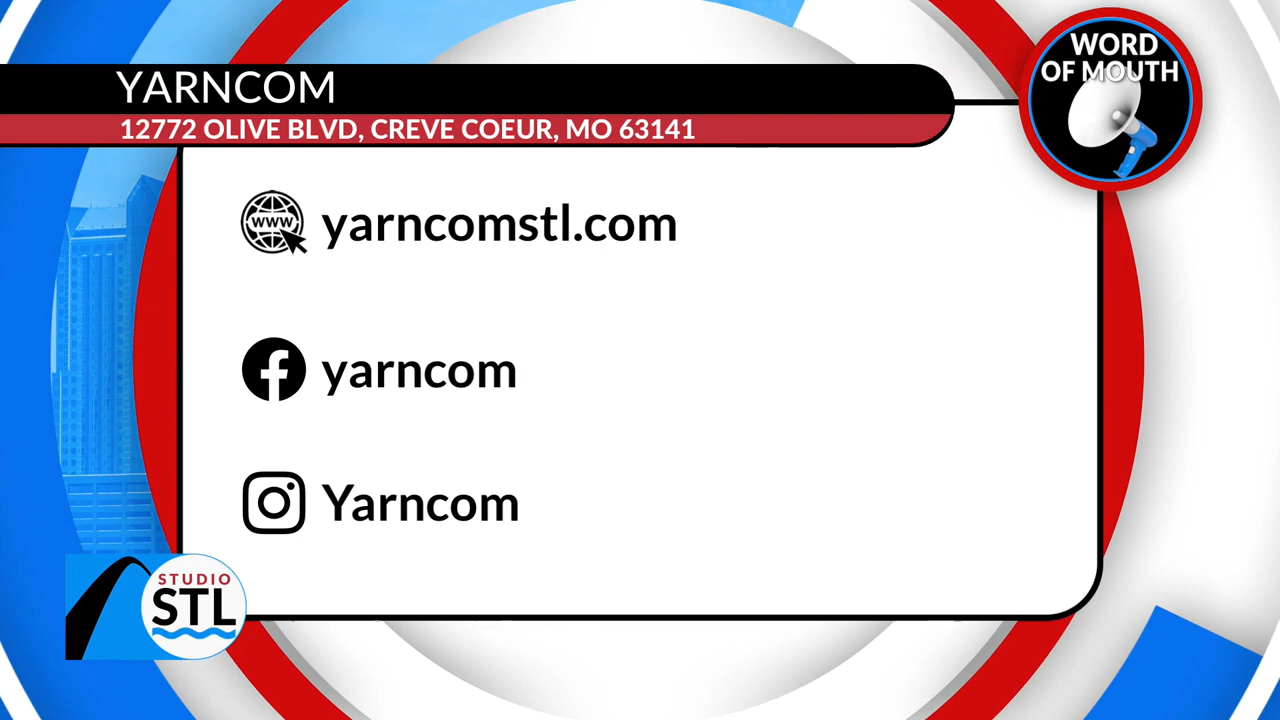 YARNCOM
12772 OLIVE BLVD, CREVE COEUR, MO 63141
WORD
OF MOUTH
www
yarncomstl.com
yarncom
Yarncom
STUDIO
STL